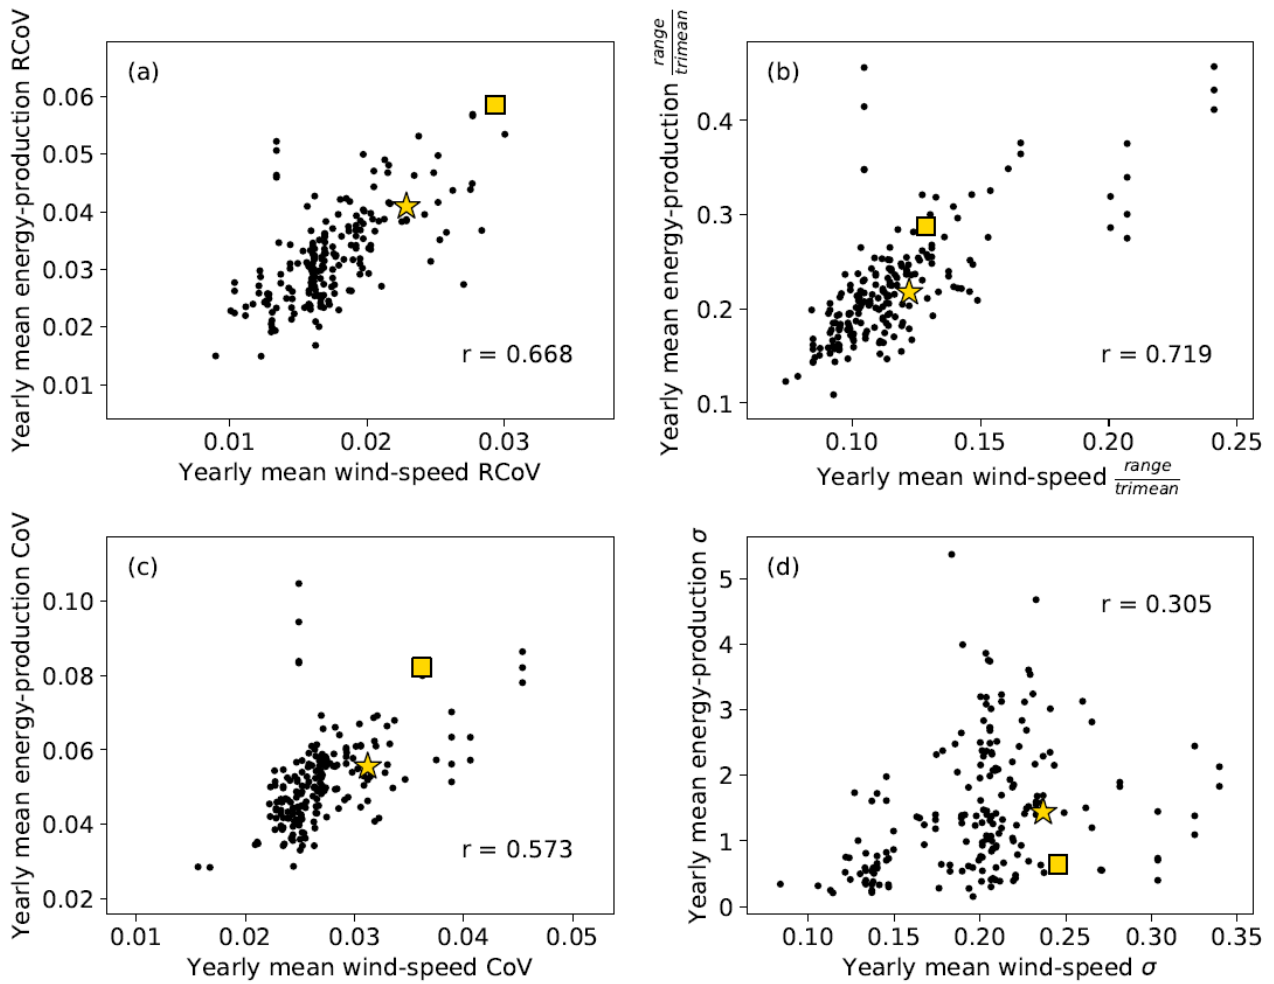 (a)
Yearly mean energy-production RCoV
0.06
0.05
0.04
0.03
0.02
0.01
r = 0.668
0.01 0.02 0.03
Yearly mean wind-speed RCoV
(b)
Yearly mean energy-production range/trimean
0.4
0.3
0.2
0.1
r = 0.719
0.10 0.15 0.20 0.25
Yearly mean wind-speed range/trimean
(c)
Yearly mean energy-production CoV
0.10
0.08
0.06
0.04
0.02
r = 0.573
0.01 0.02 0.03 0.04 0.05
Yearly mean wind-speed CoV
(d)
Yearly mean energy-production σ
r = 0.305
5
4
3
2
1
0
0.10 0.15 0.20 0.25 0.30 0.35
Yearly mean wind-speed σ